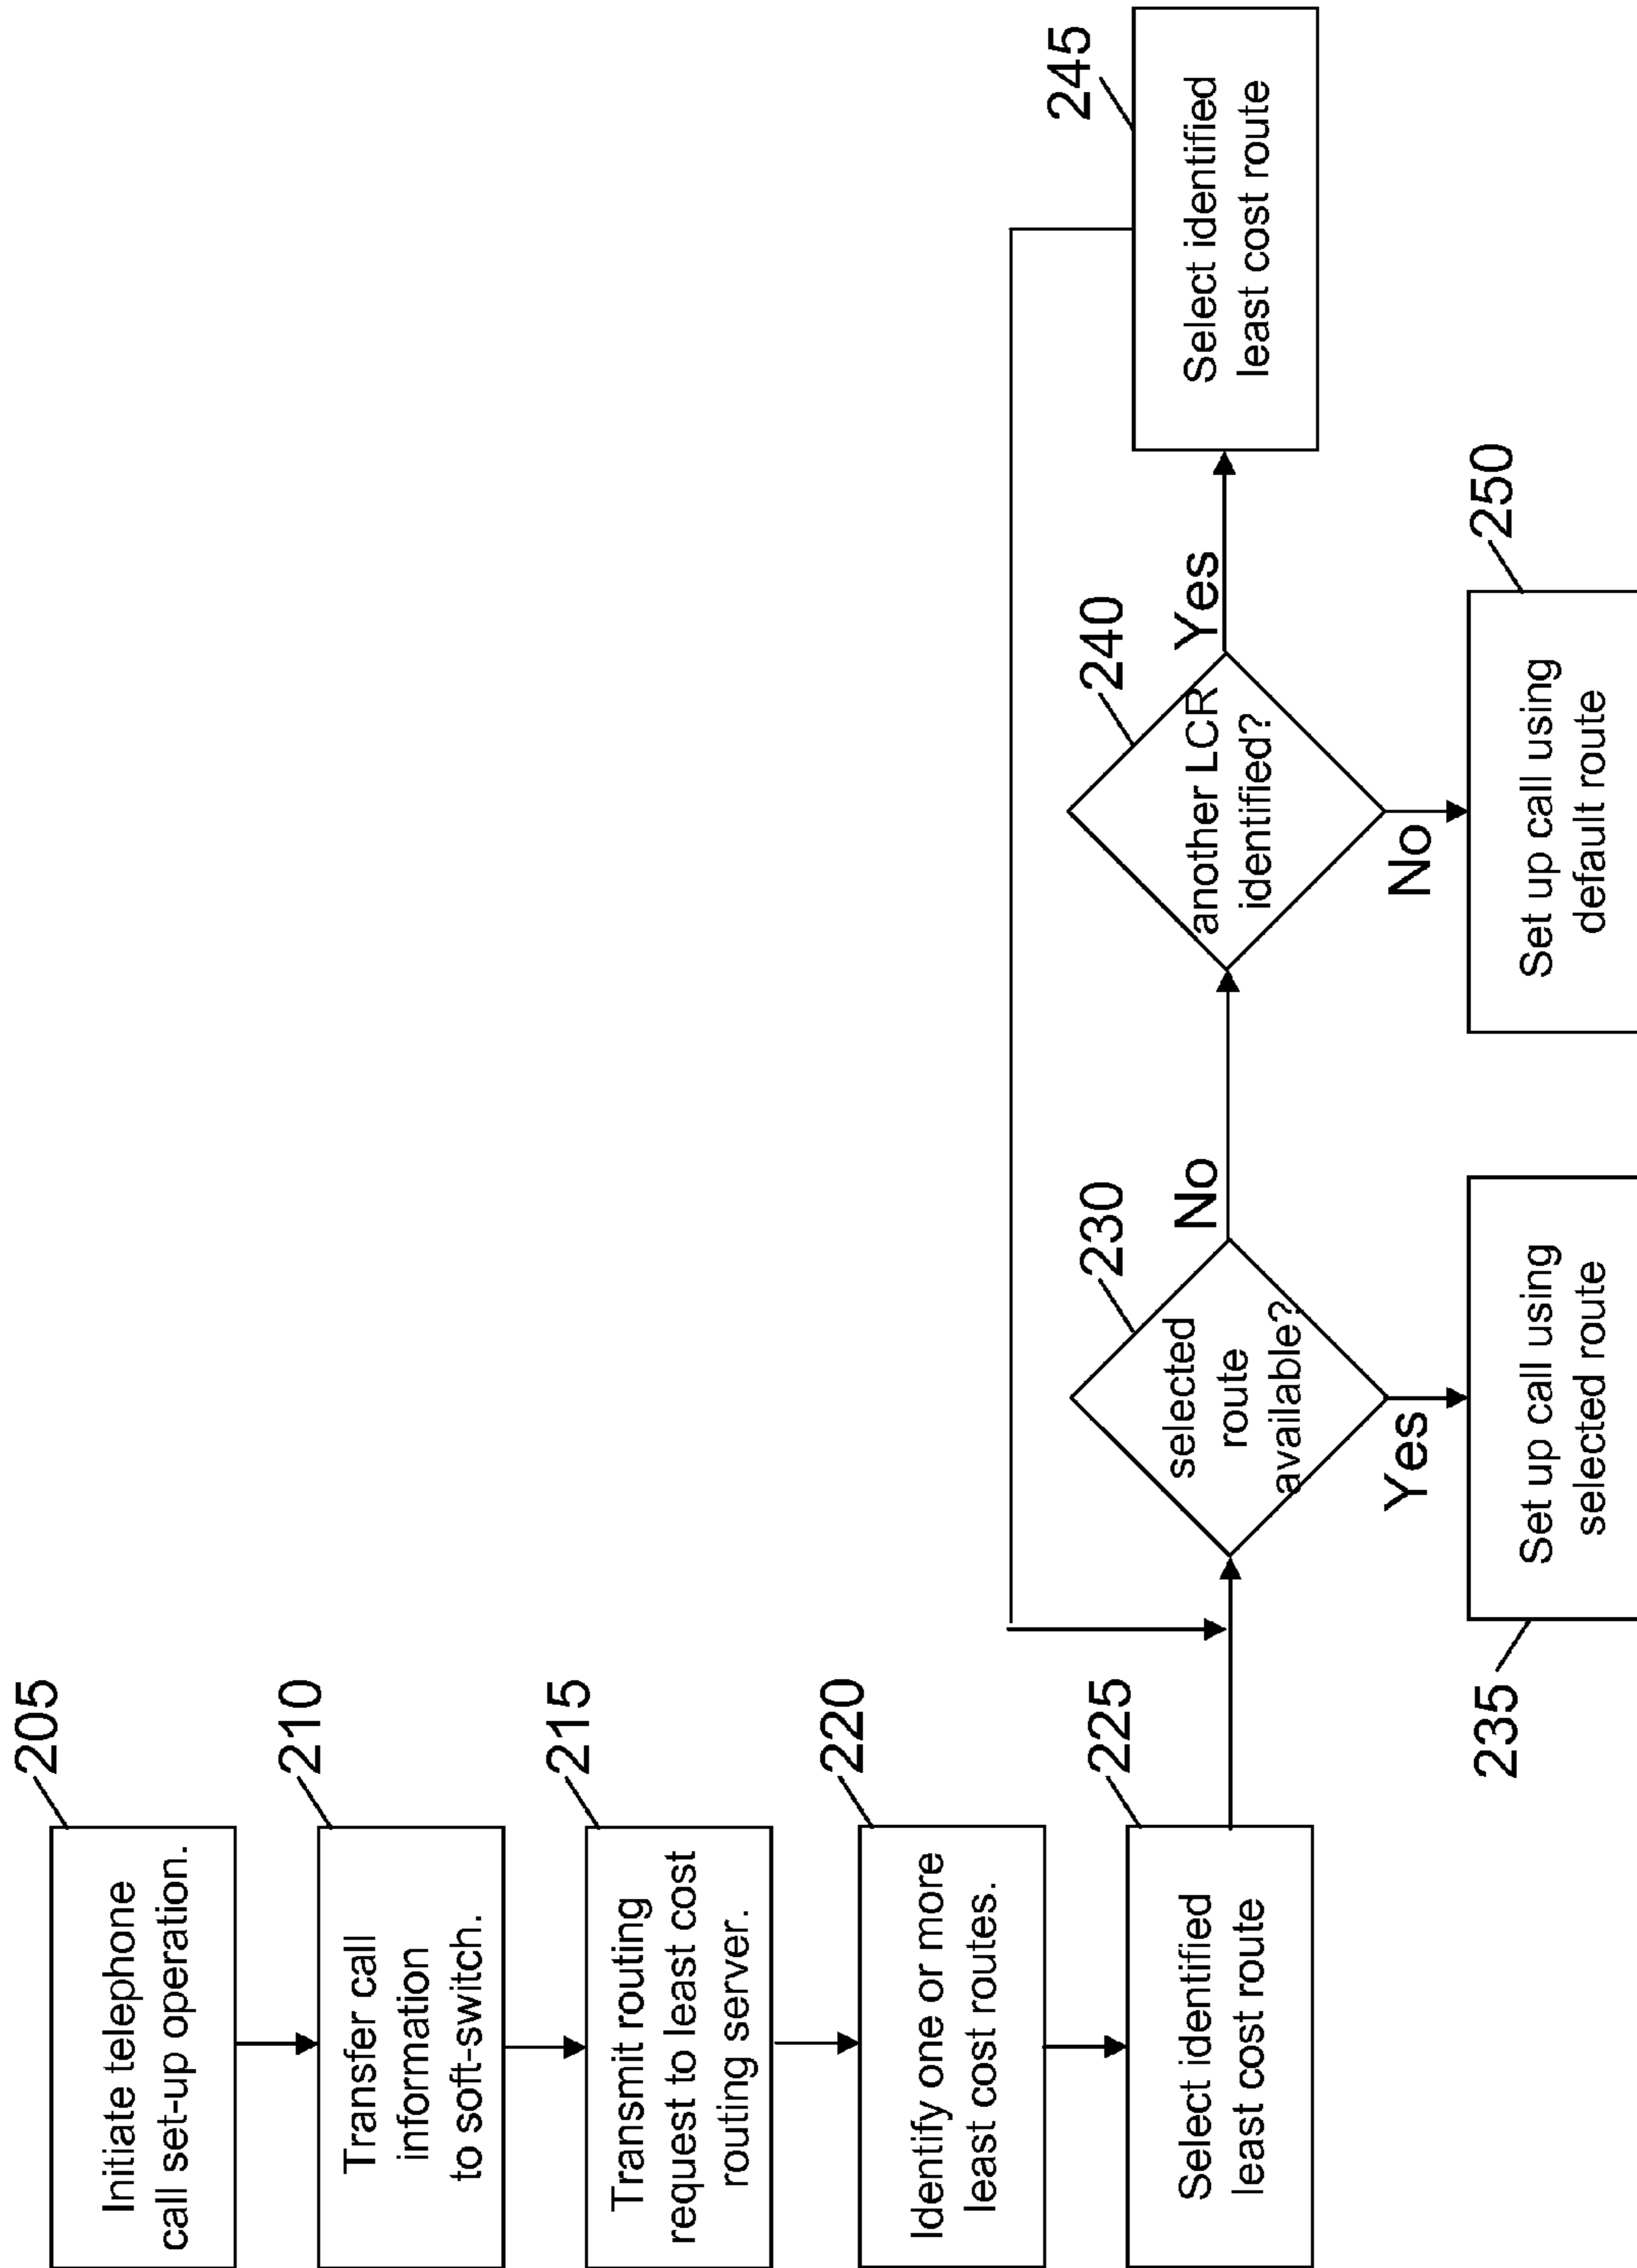 205
Initiate telephone
call set-up operation.
210
Transfer call
information
to soft-switch.
215
Transmit routing
request to least cost
routing server.
220
Identify one or more
least cost routes.
225
Select identified
least cost route
230
selected
route
available?
No
Yes
235
Set up call using
selected route
240
another LCR
identified?
Yes
No
245
Select identified
least cost route
250
Set up call using
default route